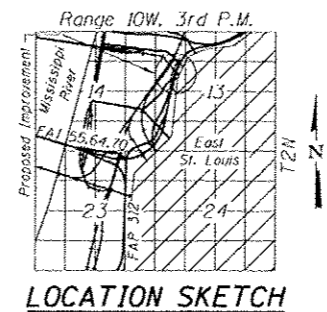 Range 10W. 3rd P.M.
Proposed Improvement
Mississippi
River
14
13
FAI 55,64,70
East
St. Louis
T2N
N
23
24
FAP 312
LOCATION SKETCH